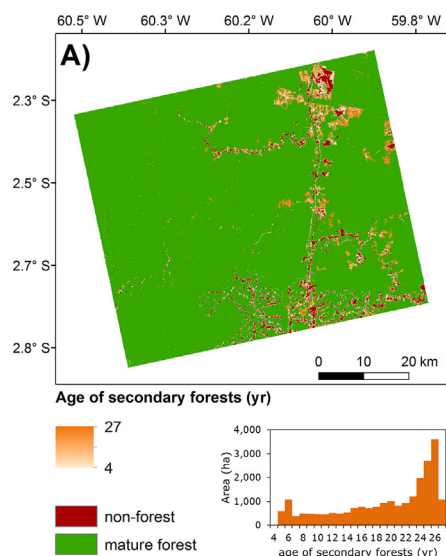 60.5° W 60.3° W 60.2° W 60° W 59.8° W
A)
2.3° S
2.5° S
2.7° S
2.8° S
0 10 20 km
Age of secondary forests (yr)
27
4
non-forest
mature forest
4,000
3,000
2,000
1,000
0
Area (ha)
4 6 8 10 12 14 16 18 20 22 24 26
age of secondary forests (yr)